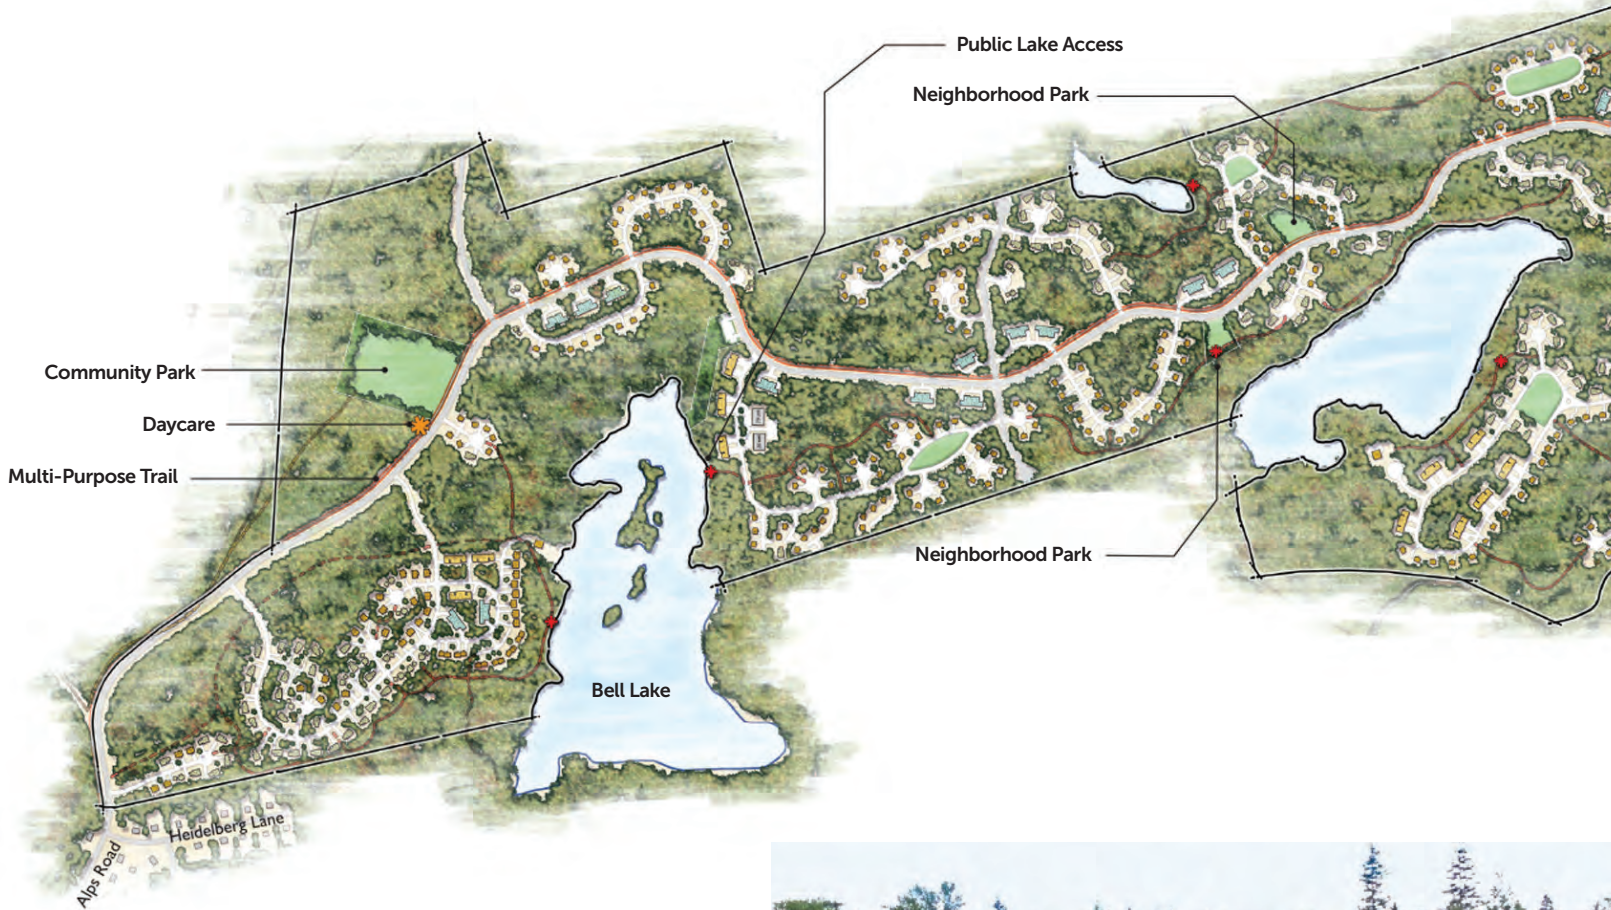 Public Lake Access
Neighborhood Park
Community Park
Daycare
Multi-Purpose Trail
Neighborhood Park
Bell Lake
Heidelberg Lane
Alps Road